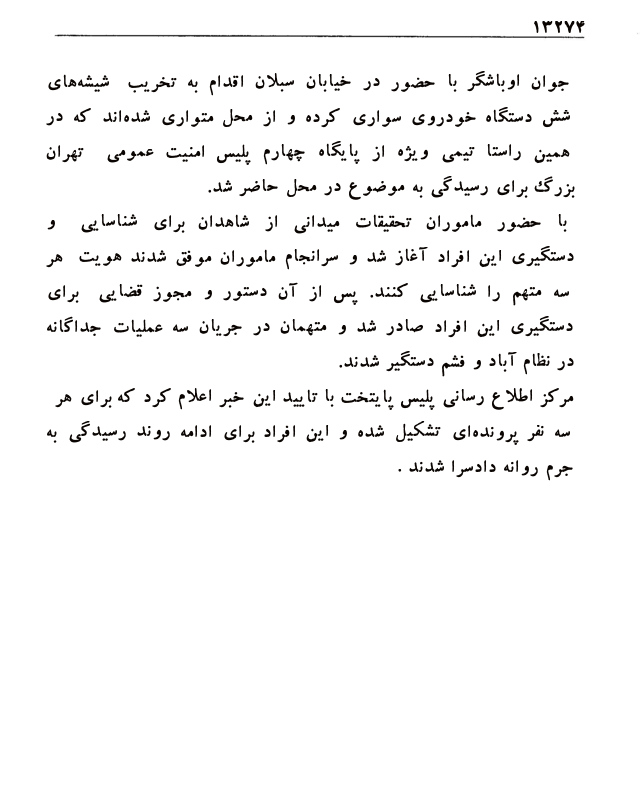 ۱۳۲۷۴
جوان اوباشگر با حضور در خیابان سبلان اقدام به تخریب شیشه‌های
شش دستگاه خودروی سواری کرده و از محل متواری شده‌اند که در
همین راستا تیمی ویژه از پایگاه چهارم پلیس امنیت عمومی تهران
بزرگ برای رسیدگی به موضوع در محل حاضر شد.
با حضور ماموران تحقیقات میدانی از شاهدان برای شناسایی و
دستگیری این افراد آغاز شد و سرانجام ماموران موفق شدند هویت هر
سه متهم را شناسایی کنند. پس از آن دستور و مجوز قضایی برای
دستگیری این افراد صادر شد و متهمان در جریان سه عملیات جداگانه
در نظام آباد و فشم دستگیر شدند.
مرکز اطلاع رسانی پلیس پایتخت با تایید این خبر اعلام کرد که برای هر
سه نفر پرونده‌ای تشکیل شده و این افراد برای ادامه روند رسیدگی به
جرم روانه دادسرا شدند .